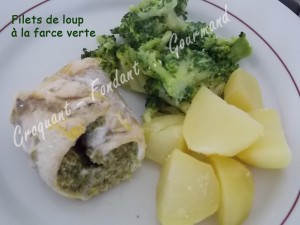 Filets de loup
à la farce verte
Croquant - Fondant ... Gourmand